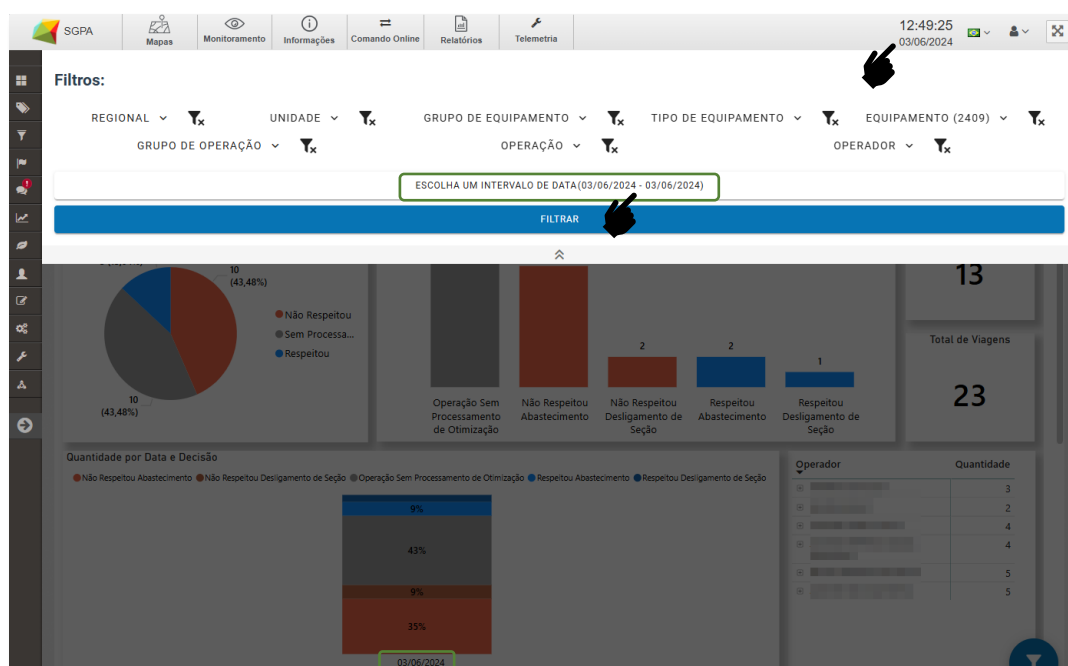 SGPA
Mapas
Monitoramento
Informações
Comando Online
Relatórios
Telemetria
12:49:25
03/06/2024
Filtros:
REGIONAL
UNIDADE
GRUPO DE EQUIPAMENTO
TIPO DE EQUIPAMENTO
EQUIPAMENTO (2409)
GRUPO DE OPERAÇÃO
OPERAÇÃO
OPERADOR
ESCOLHA UM INTERVALO DE DATA(03/06/2024 - 03/06/2024)
FILTRAR
10
(43,48%)
Não Respeitou
Sem Processa...
Respeitou
10
(43,48%)
2
2
1
Operação Sem
Processamento
de Otimização
Não Respeitou
Abastecimento
Não Respeitou
Desligamento de
Seção
Respeitou
Abastecimento
Respeitou
Desligamento de
Seção
13
Total de Viagens
23
Quantidade por Data e Decisão
Não Respeitou Abastecimento Não Respeitou Desligamento de Seção Operação Sem Processamento de Otimização Respeitou Abastecimento Respeitou Desligamento de Seção
9%
43%
9%
35%
03/06/2024
Operador Quantidade
3
2
4
4
5
5